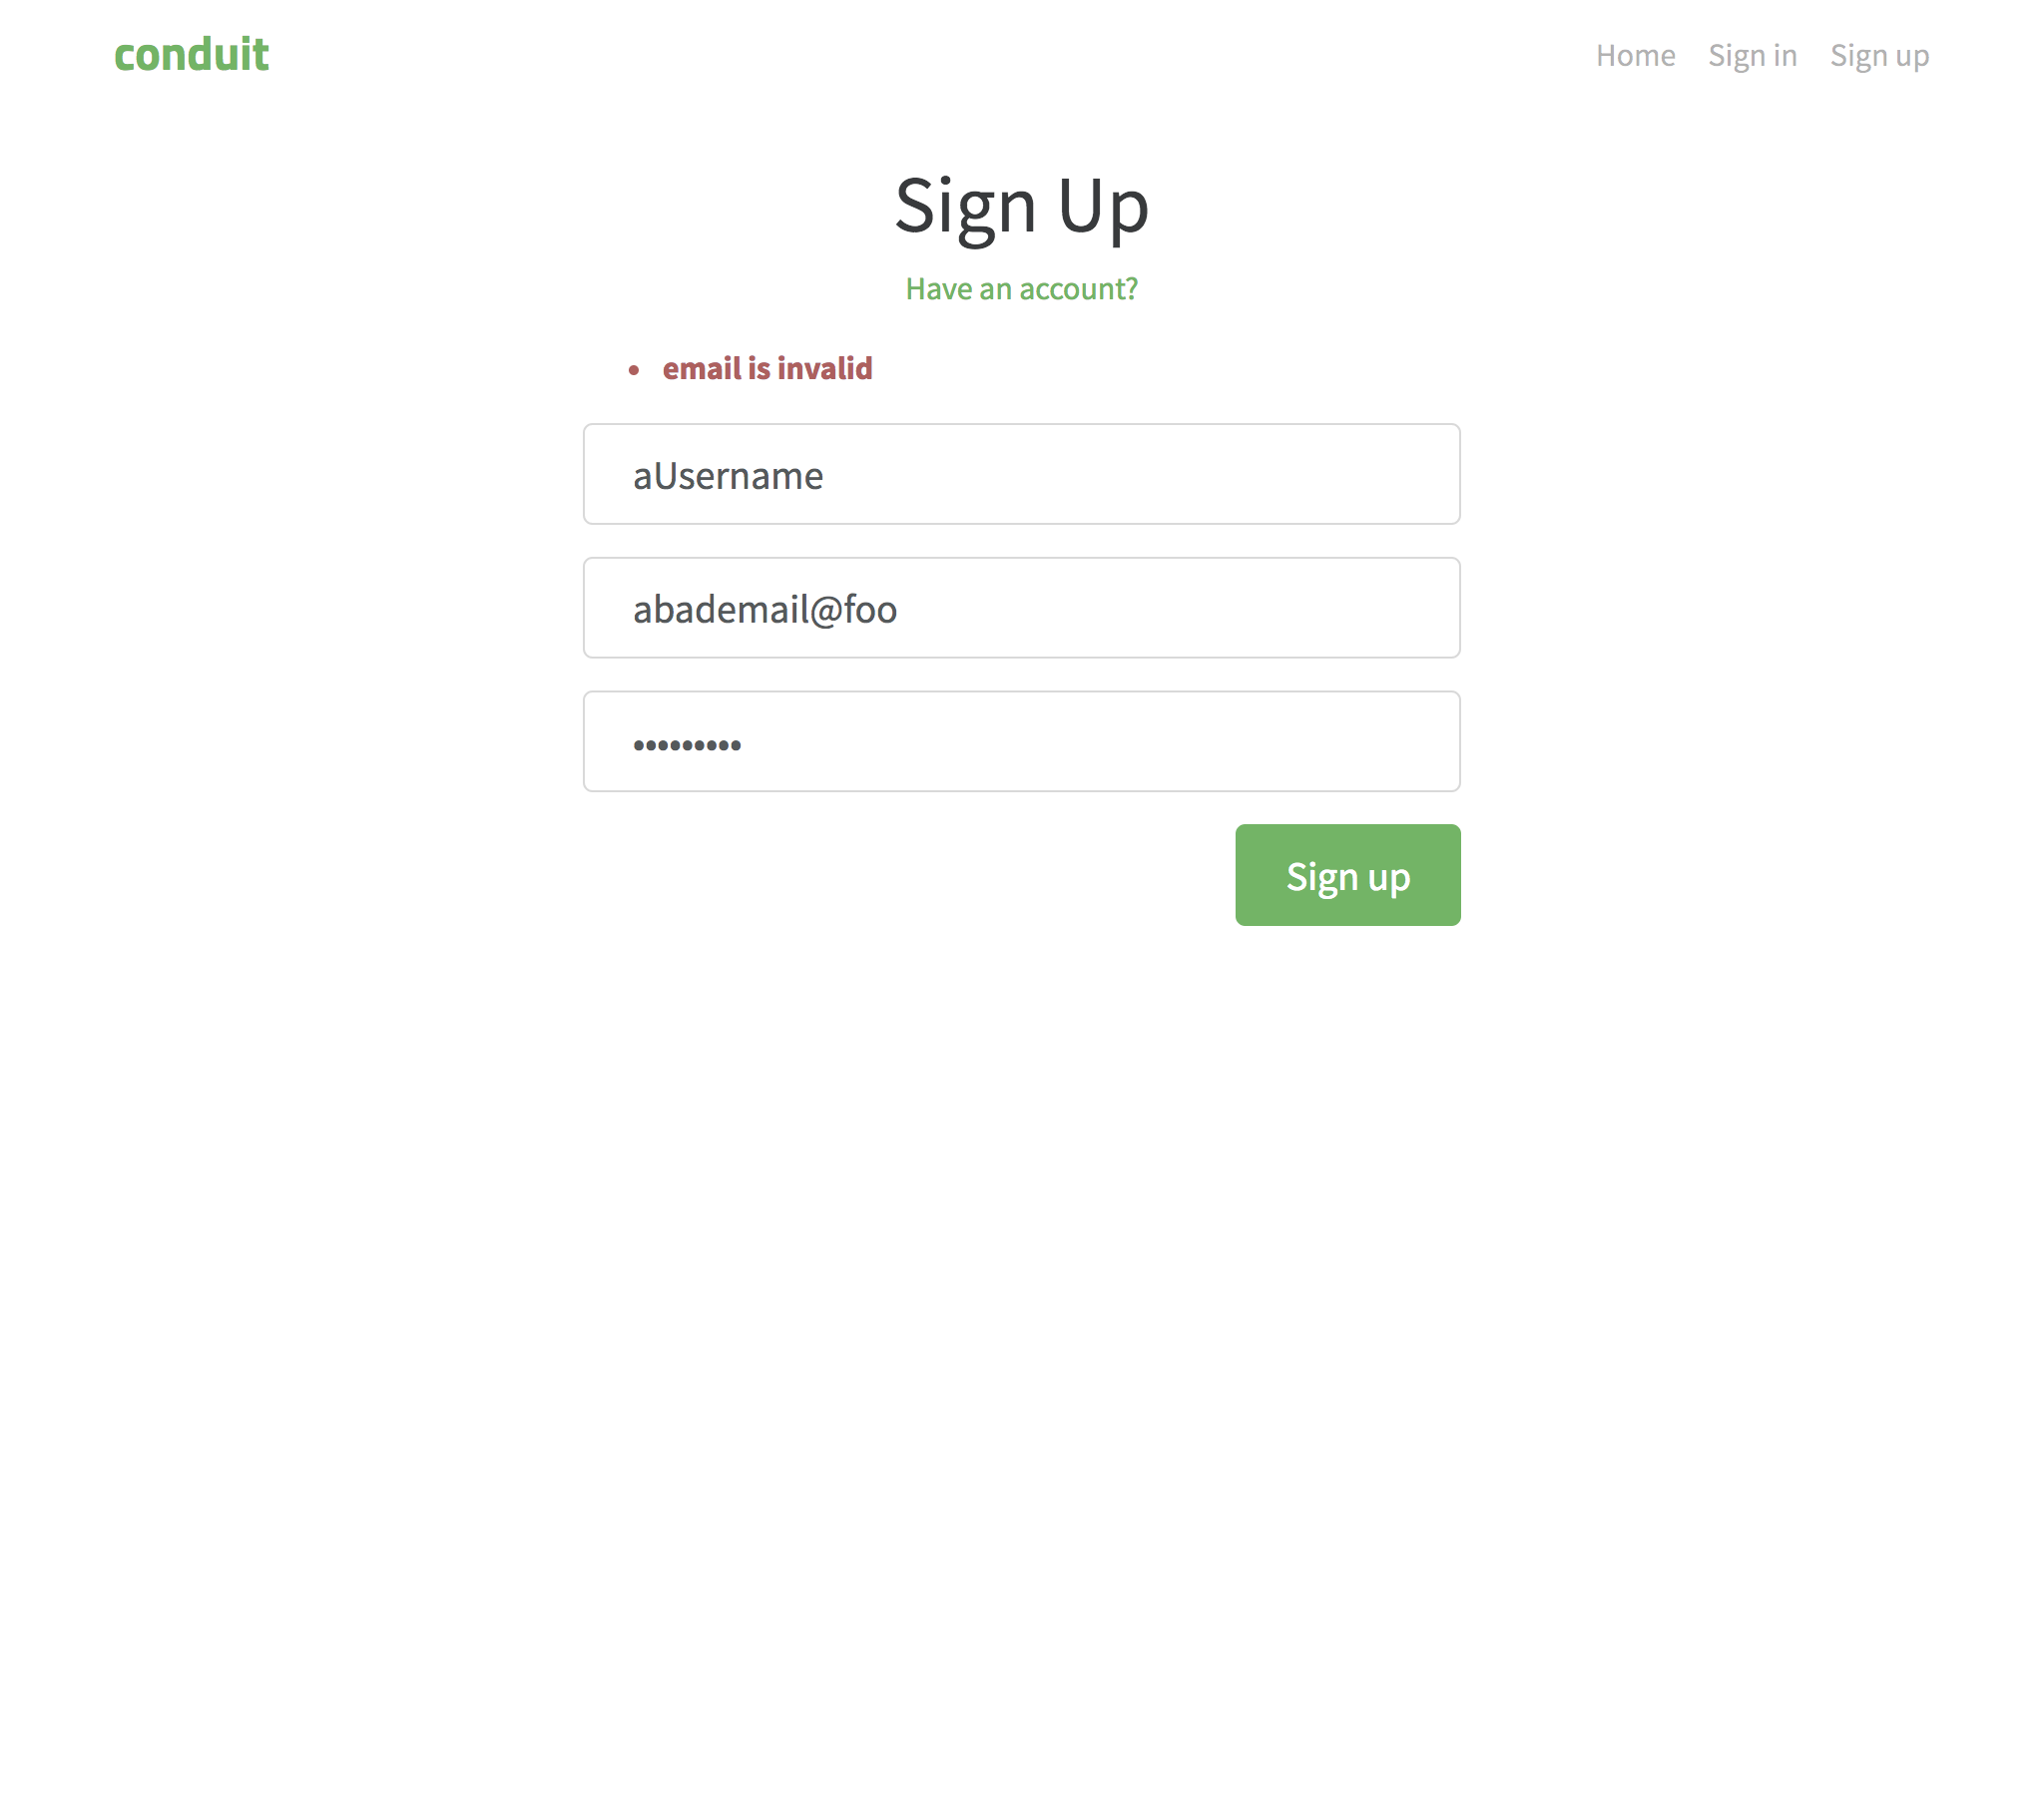 conduit
Home Sign in Sign up
Sign Up
Have an account?
• email is invalid
aUsername
abademail@foo
•••••••••
Sign up